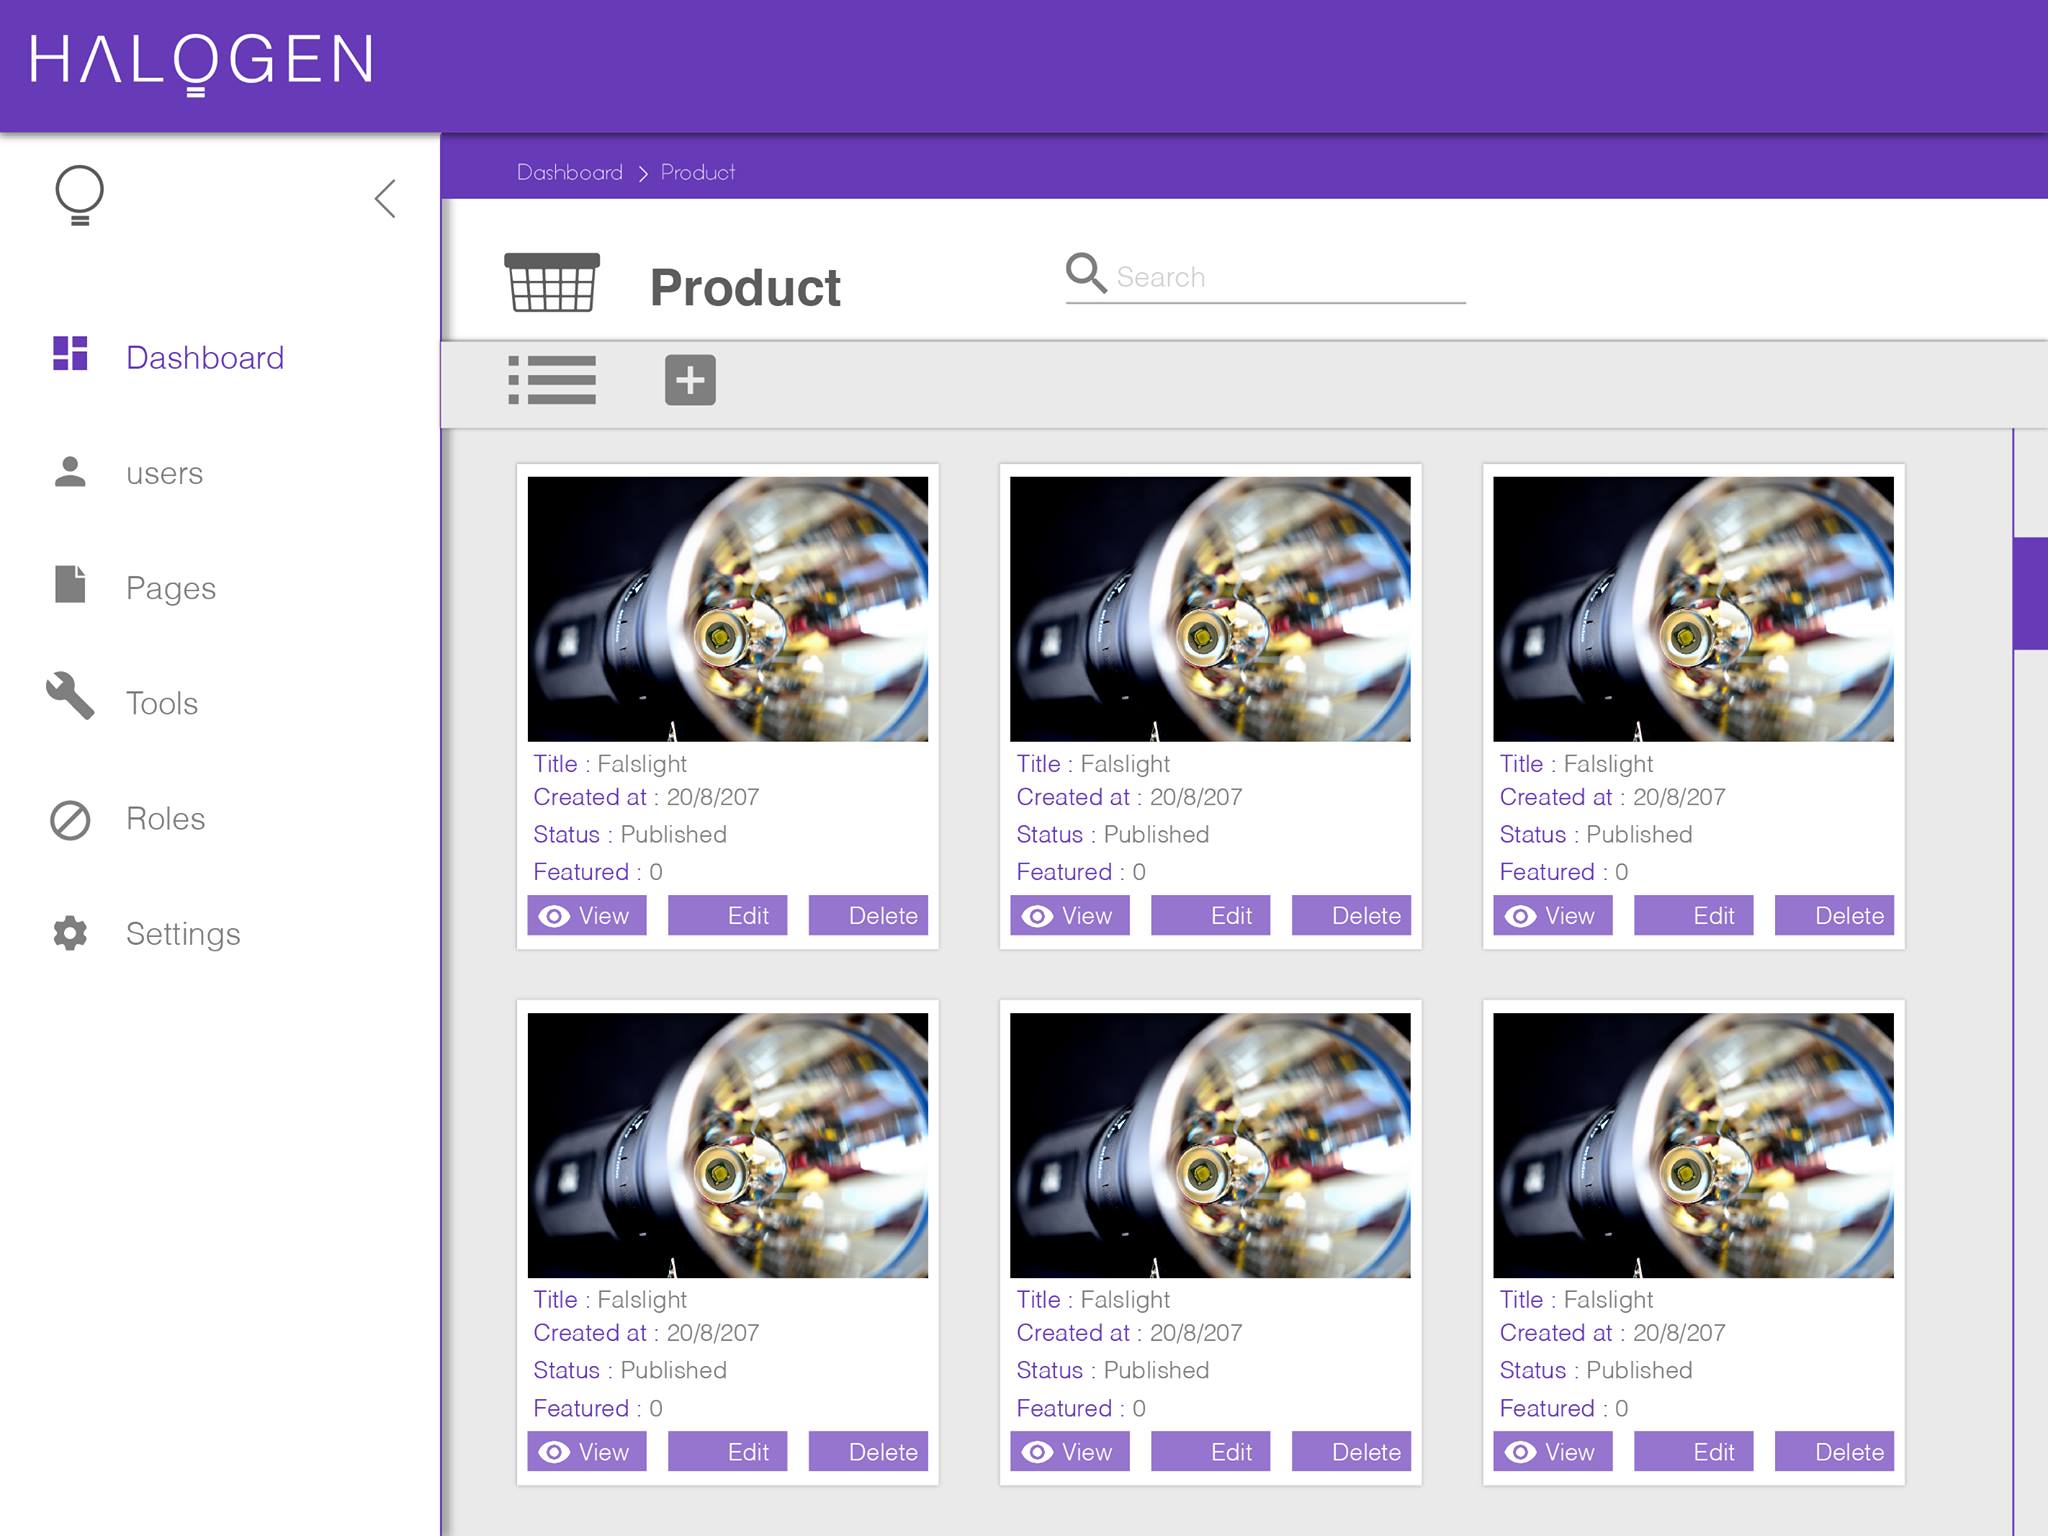 HALOGEN
Dashboard > Product
Product
Search
Dashboard
users
Pages
Tools
Roles
Settings
Title : Falslight
Created at : 20/8/207
Status : Published
Featured : 0
View Edit Delete
Title : Falslight
Created at : 20/8/207
Status : Published
Featured : 0
View Edit Delete
Title : Falslight
Created at : 20/8/207
Status : Published
Featured : 0
View Edit Delete
Title : Falslight
Created at : 20/8/207
Status : Published
Featured : 0
View Edit Delete
Title : Falslight
Created at : 20/8/207
Status : Published
Featured : 0
View Edit Delete
Title : Falslight
Created at : 20/8/207
Status : Published
Featured : 0
View Edit Delete